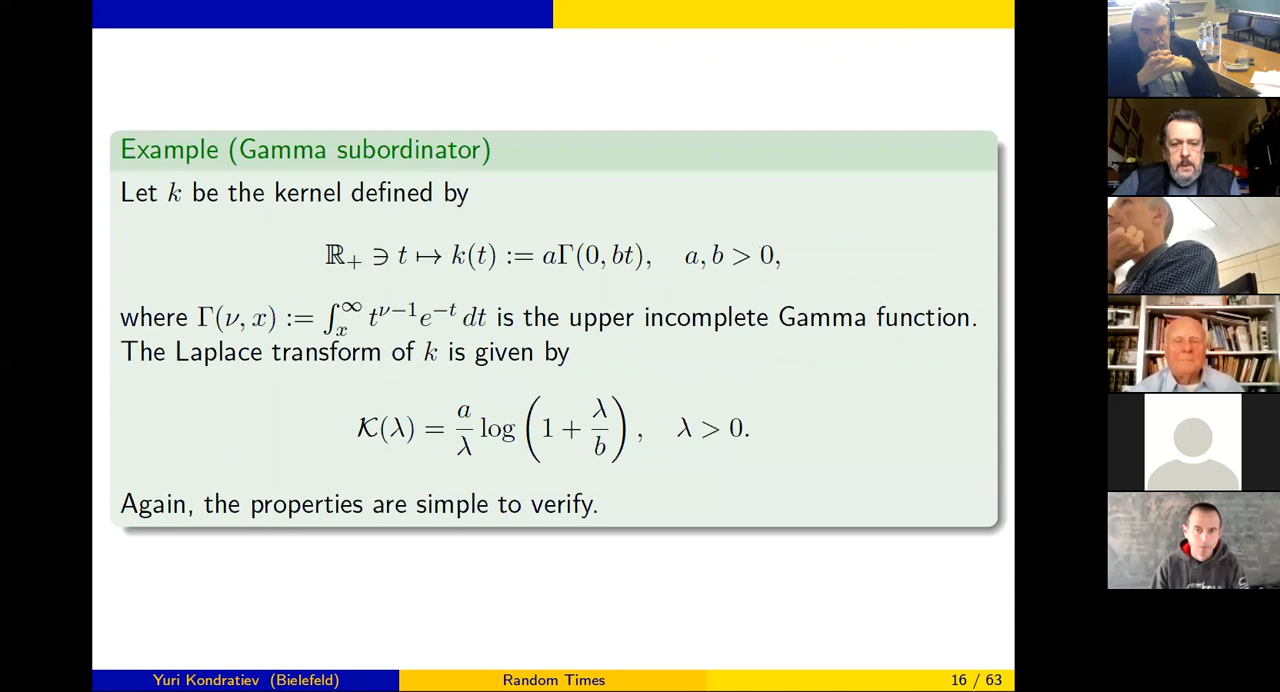 Example (Gamma subordinator)
Let k be the kernel defined by
ℝ₊ ∋ t ↦ k(t) := aΓ(0, bt),   a, b > 0,
where Γ(ν, x) := ∫ₓ^∞ t^{ν−1}e^{−t} dt is the upper incomplete Gamma function.
The Laplace transform of k is given by
𝒦(λ) = a/λ log(1 + λ/b),   λ > 0.
Again, the properties are simple to verify.
Yuri Kondratiev (Bielefeld) Random Times 16 / 63